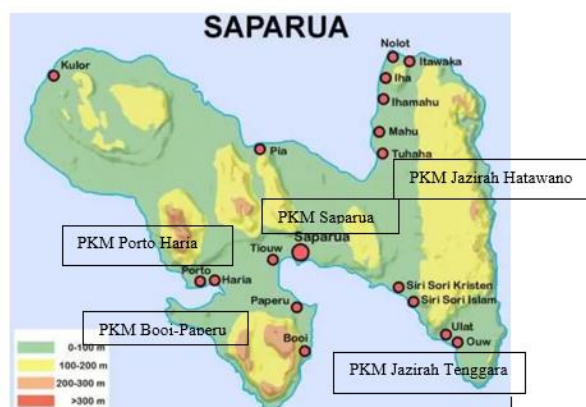 SAPARUA
Nolot
Itawaka
Kulor
Iha
Ihamahu
Mahu
Pia
Tuhaha
PKM Jazirah Hatawano
PKM Saparua
PKM Porto Haria
Saparua
Tiouw
Porto
Haria
Siri Sori Kristen
Siri Sori Islam
Paperu
PKM Booi-Paperu
Ulat
Ouw
Booi
0-100 m
100-200 m
200-300 m
>300 m
PKM Jazirah Tenggara